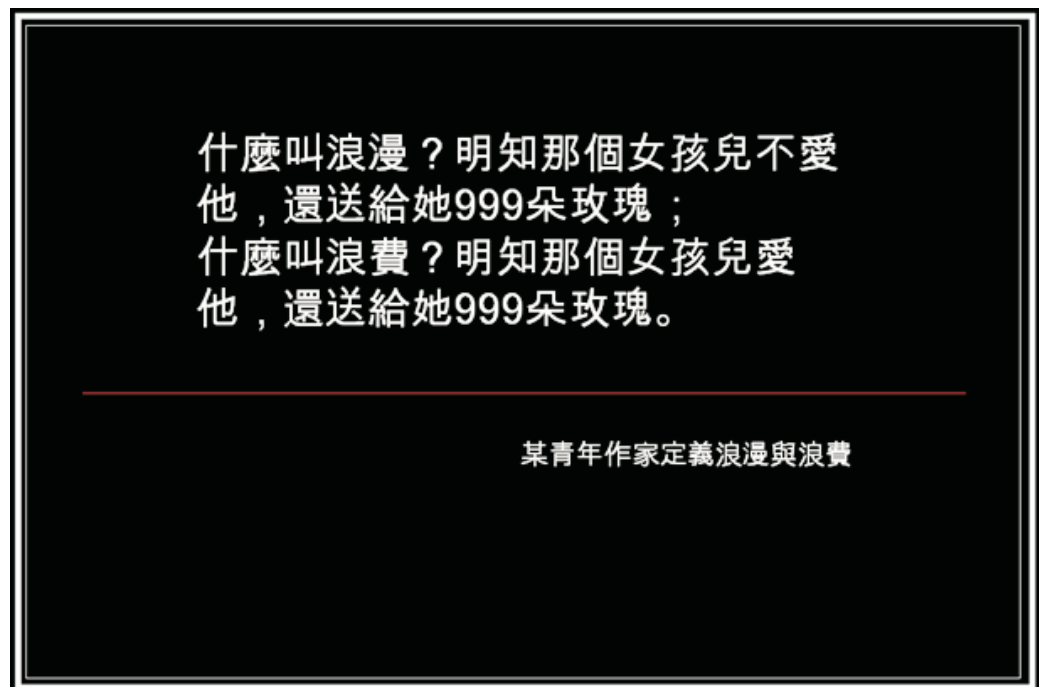 什麼叫浪漫？明知那個女孩兒不愛
他，還送給她999朵玫瑰；
什麼叫浪費？明知那個女孩兒愛
他，還送給她999朵玫瑰。
某青年作家定義浪漫與浪費